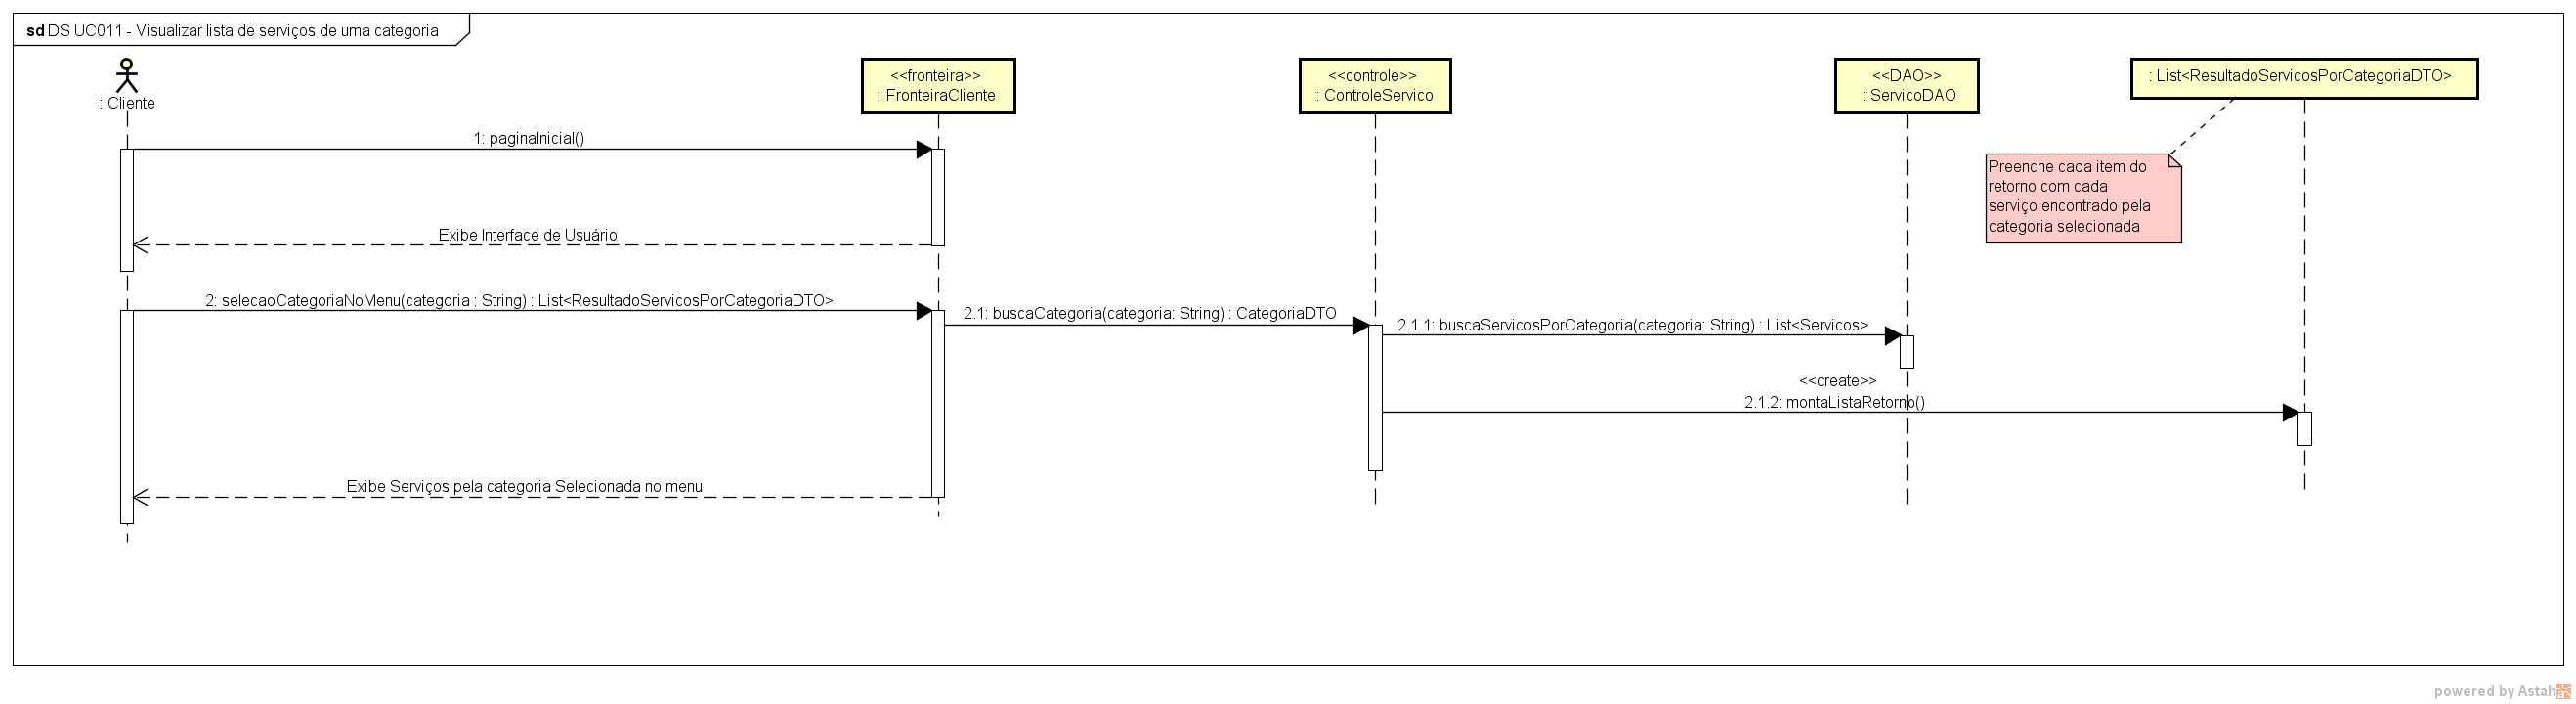 sd DS UC011 - Visualizar lista de serviços de uma categoria
: Cliente
<<fronteira>>
: FronteiraCliente
<<controle>>
: ControleServico
<<DAO>>
: ServicoDAO
: List<ResultadoServicosPorCategoriaDTO>
1: paginaInicial()
Preenche cada item do
retorno com cada
serviço encontrado pela
categoria selecionada
Exibe Interface de Usuário
2: selecaoCategoriaNoMenu(categoria : String) : List<ResultadoServicosPorCategoriaDTO>
2.1: buscaCategoria(categoria: String) : CategoriaDTO
2.1.1: buscaServicosPorCategoria(categoria: String) : List<Servicos>
<<create>>
2.1.2: montaListaRetorno()
Exibe Serviços pela categoria Selecionada no menu
powered by Astah